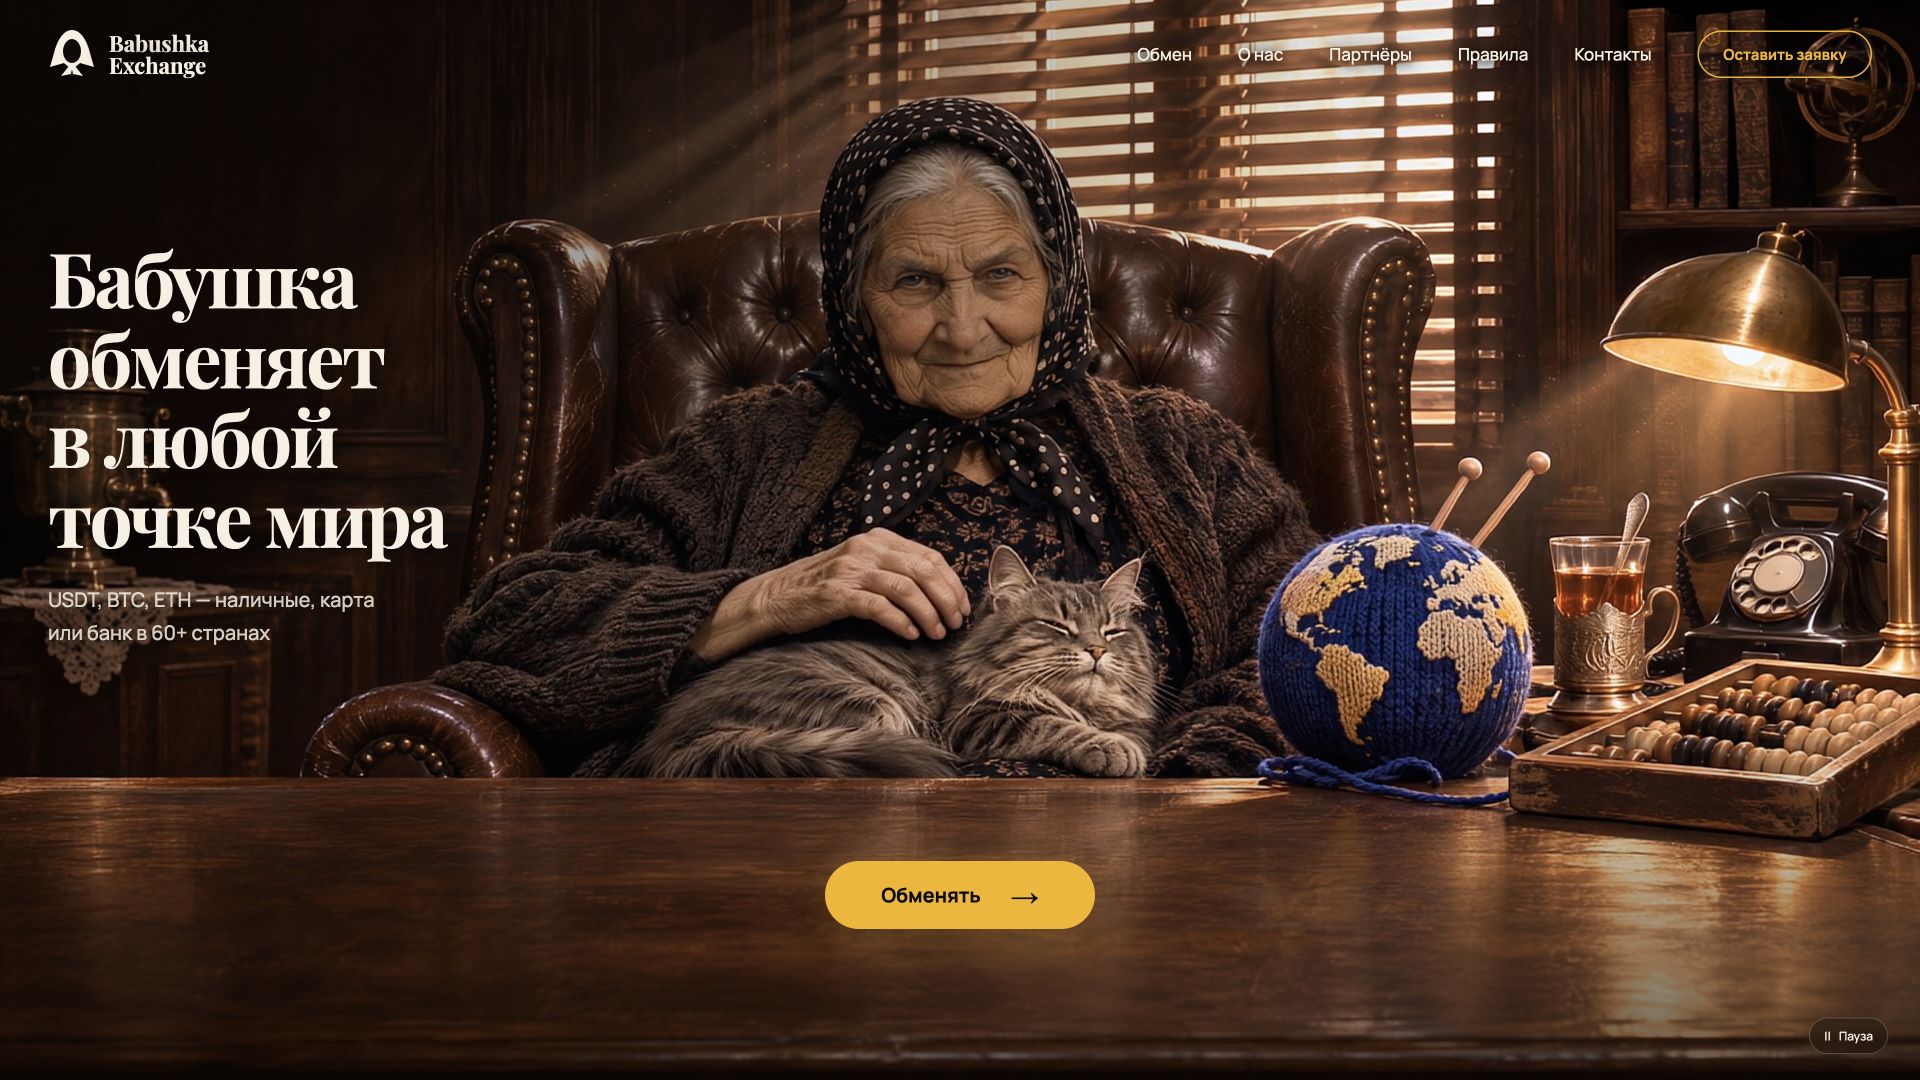 Babushka
Exchange
Обмен
О нас
Партнёры
Правила
Контакты
Оставить заявку
Бабушка
обменяет
в любой
точке мира
USDT, BTC, ETH — наличные, карта
или банк в 60+ странах
Обменять →
Пауза